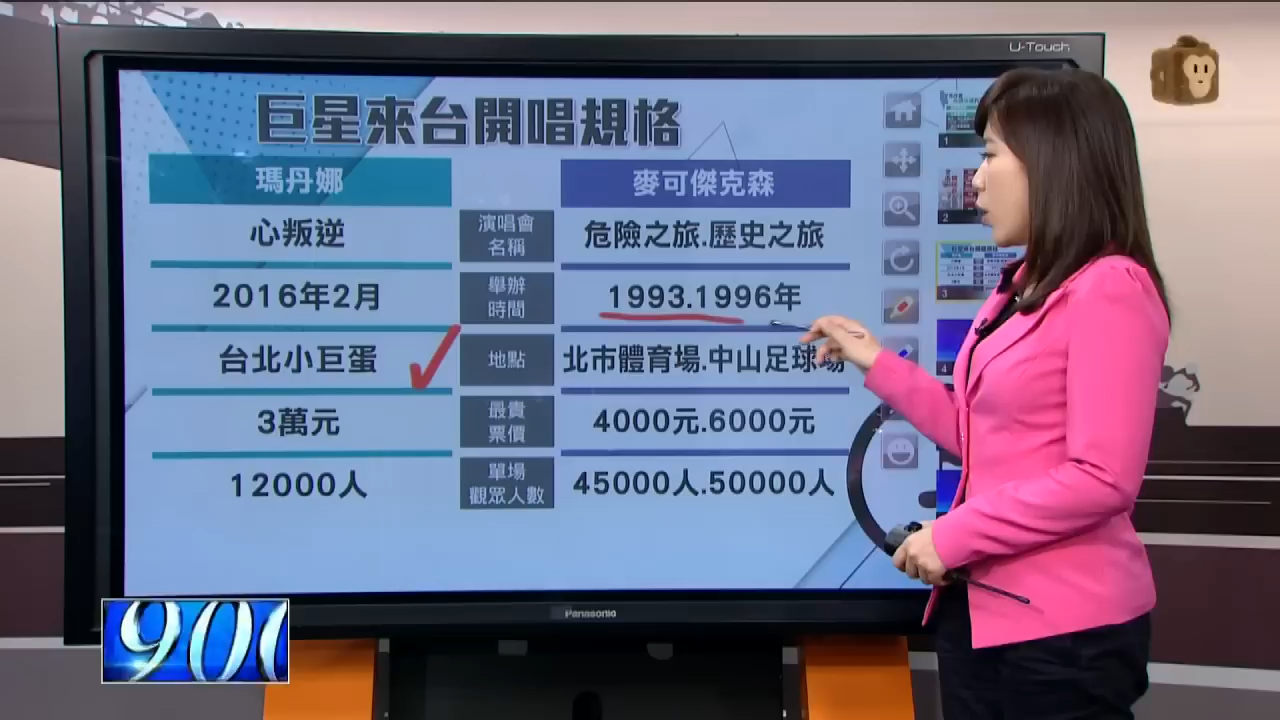 U-Touch
巨星來台開唱規格
瑪丹娜
麥可傑克森
心叛逆
演唱會
名稱
危險之旅.歷史之旅
2016年2月
舉辦
時間
1993.1996年
台北小巨蛋
地點
北市體育場.中山足球場
3萬元
最貴
票價
4000元.6000元
12000人
單場
觀眾人數
45000人.50000人
1
2
3
4
Panasonic
901